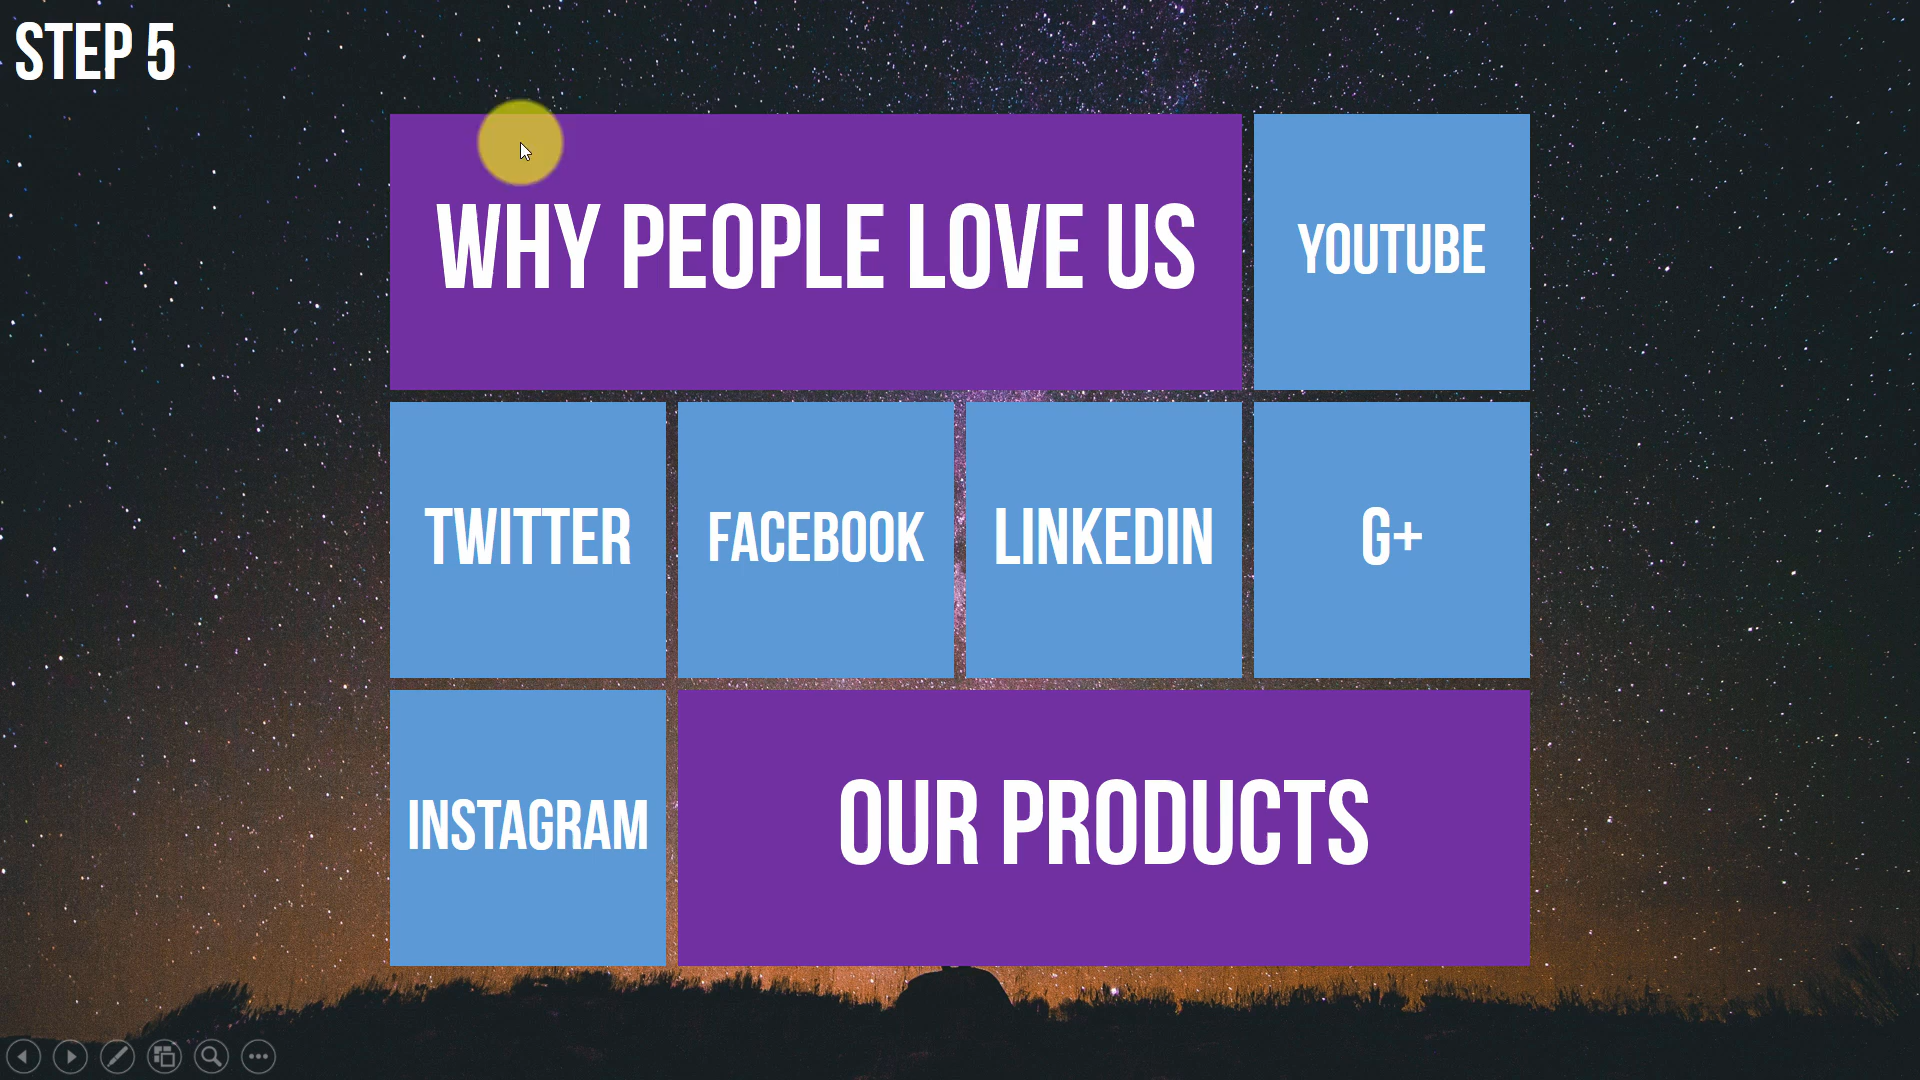 STEP 5
WHY PEOPLE LOVE US
YOUTUBE
TWITTER
FACEBOOK
LINKEDIN
G+
INSTAGRAM
OUR PRODUCTS